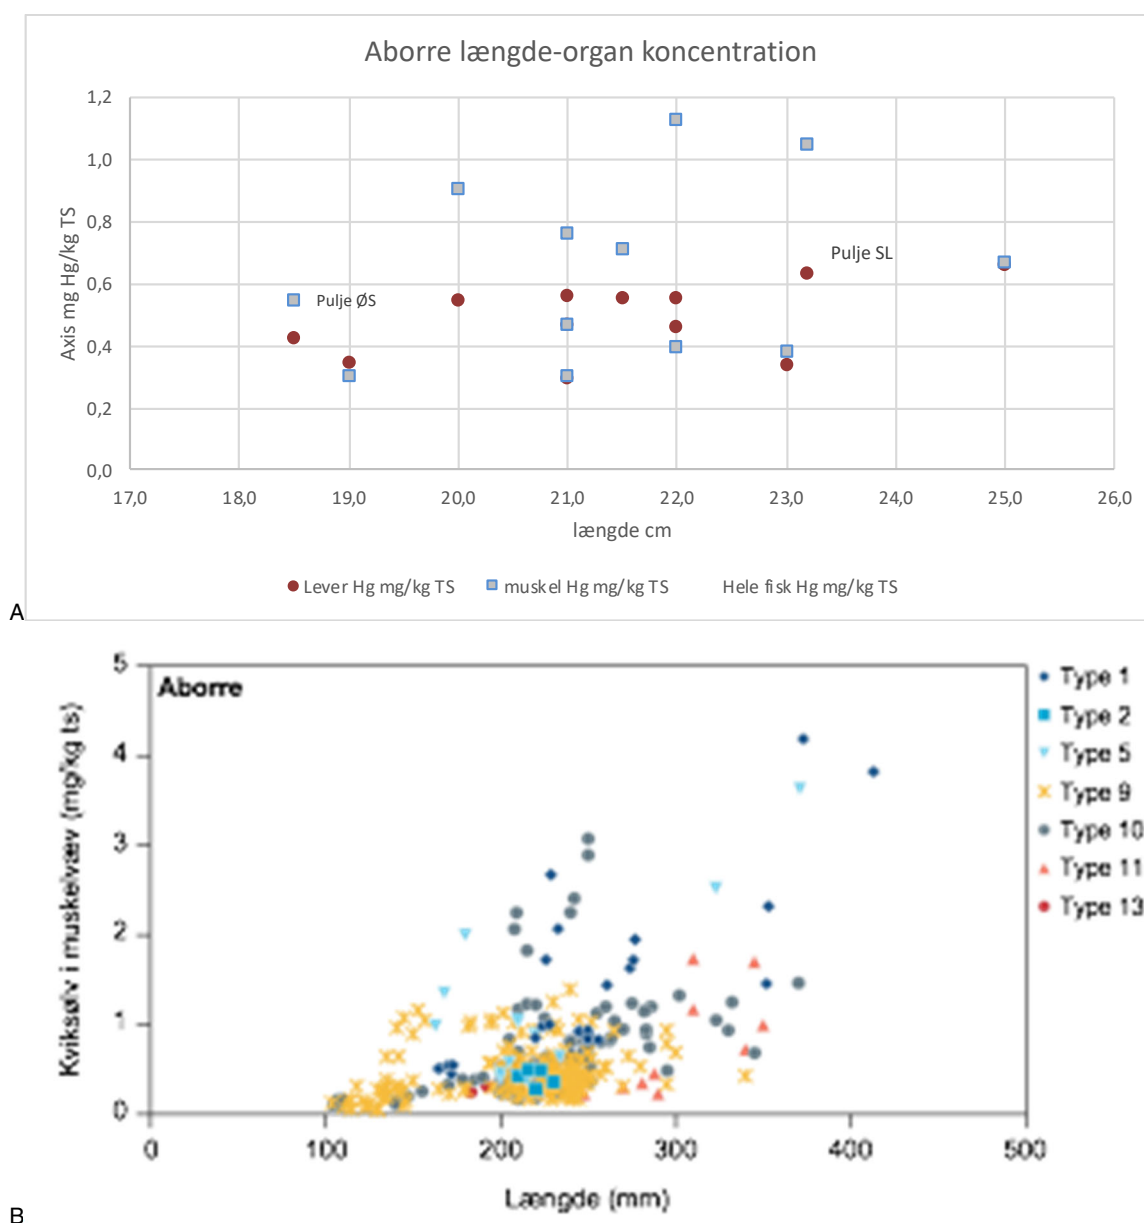 Aborre længde-organ koncentration
1,2
1,0
0,8
0,6
0,4
0,2
0,0
Axis mg Hg/kg TS
Pulje ØS
Pulje SL
17,0 18,0 19,0 20,0 21,0 22,0 23,0 24,0 25,0 26,0
længde cm
Lever Hg mg/kg TS muskel Hg mg/kg TS Hele fisk Hg mg/kg TS
A
Aborre
5
4
3
2
1
0
Kviksølv i muskelvæv (mg/kg ts)
0 100 200 300 400 500
Længde (mm)
Type 1
Type 2
Type 5
Type 9
Type 10
Type 11
Type 13
B